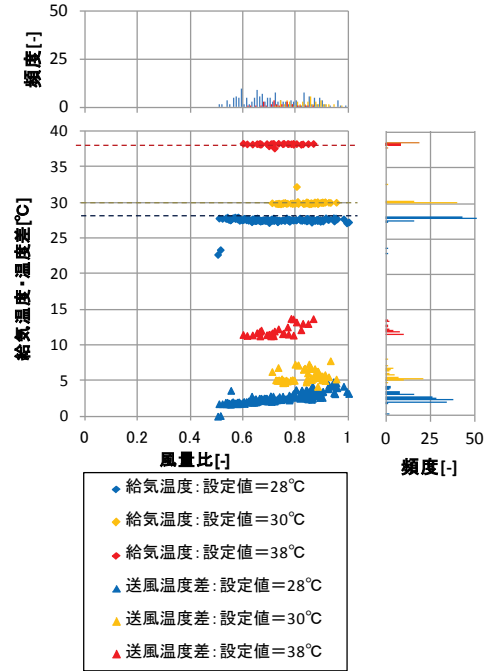 頻度[-]
50
25
0
給気温度・温度差[℃]
40
35
30
25
20
15
10
5
0
0 0.2 0.4 0.6 0.8 1
風量比[-]
0 25 50
頻度[-]
給気温度:設定値=28℃
給気温度:設定値=30℃
給気温度:設定値=38℃
送風温度差:設定値=28℃
送風温度差:設定値=30℃
送風温度差:設定値=38℃